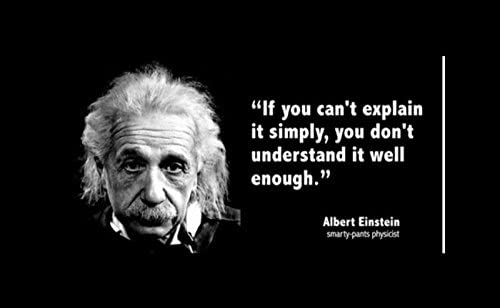 “If you can't explain
it simply, you don't
understand it well
enough.”
Albert Einstein
smarty-pants physicist